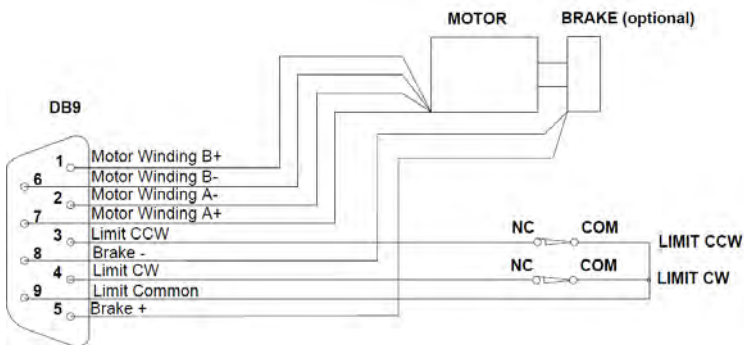 MOTOR BRAKE (optional)
DB9
1 Motor Winding B+
6 Motor Winding B-
2 Motor Winding A-
7 Motor Winding A+
3 Limit CCW NC COM LIMIT CCW
8 Brake -
4 Limit CW NC COM LIMIT CW
9 Limit Common
5 Brake +